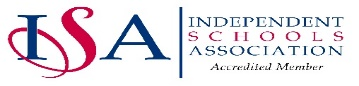 ISA
INDEPENDENT
SCHOOLS
ASSOCIATION
Accredited Member